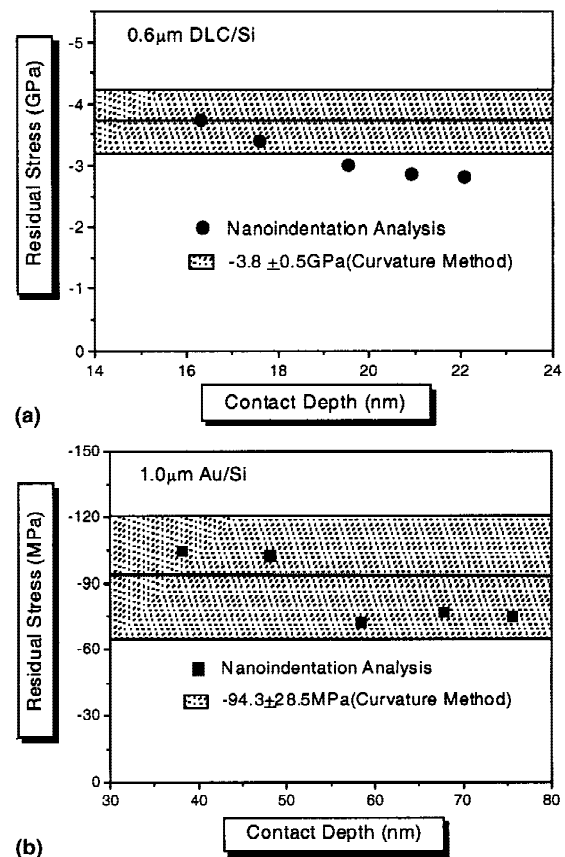 0.6μm DLC/Si
Residual Stress (GPa)
-5
-4
-3
-2
-1
0
Nanoindentation Analysis
-3.8 ±0.5GPa(Curvature Method)
14 16 18 20 22 24
Contact Depth (nm)
(a)
1.0μm Au/Si
Residual Stress (MPa)
-150
-120
-90
-60
-30
0
Nanoindentation Analysis
-94.3±28.5MPa(Curvature Method)
30 40 50 60 70 80
Contact Depth (nm)
(b)